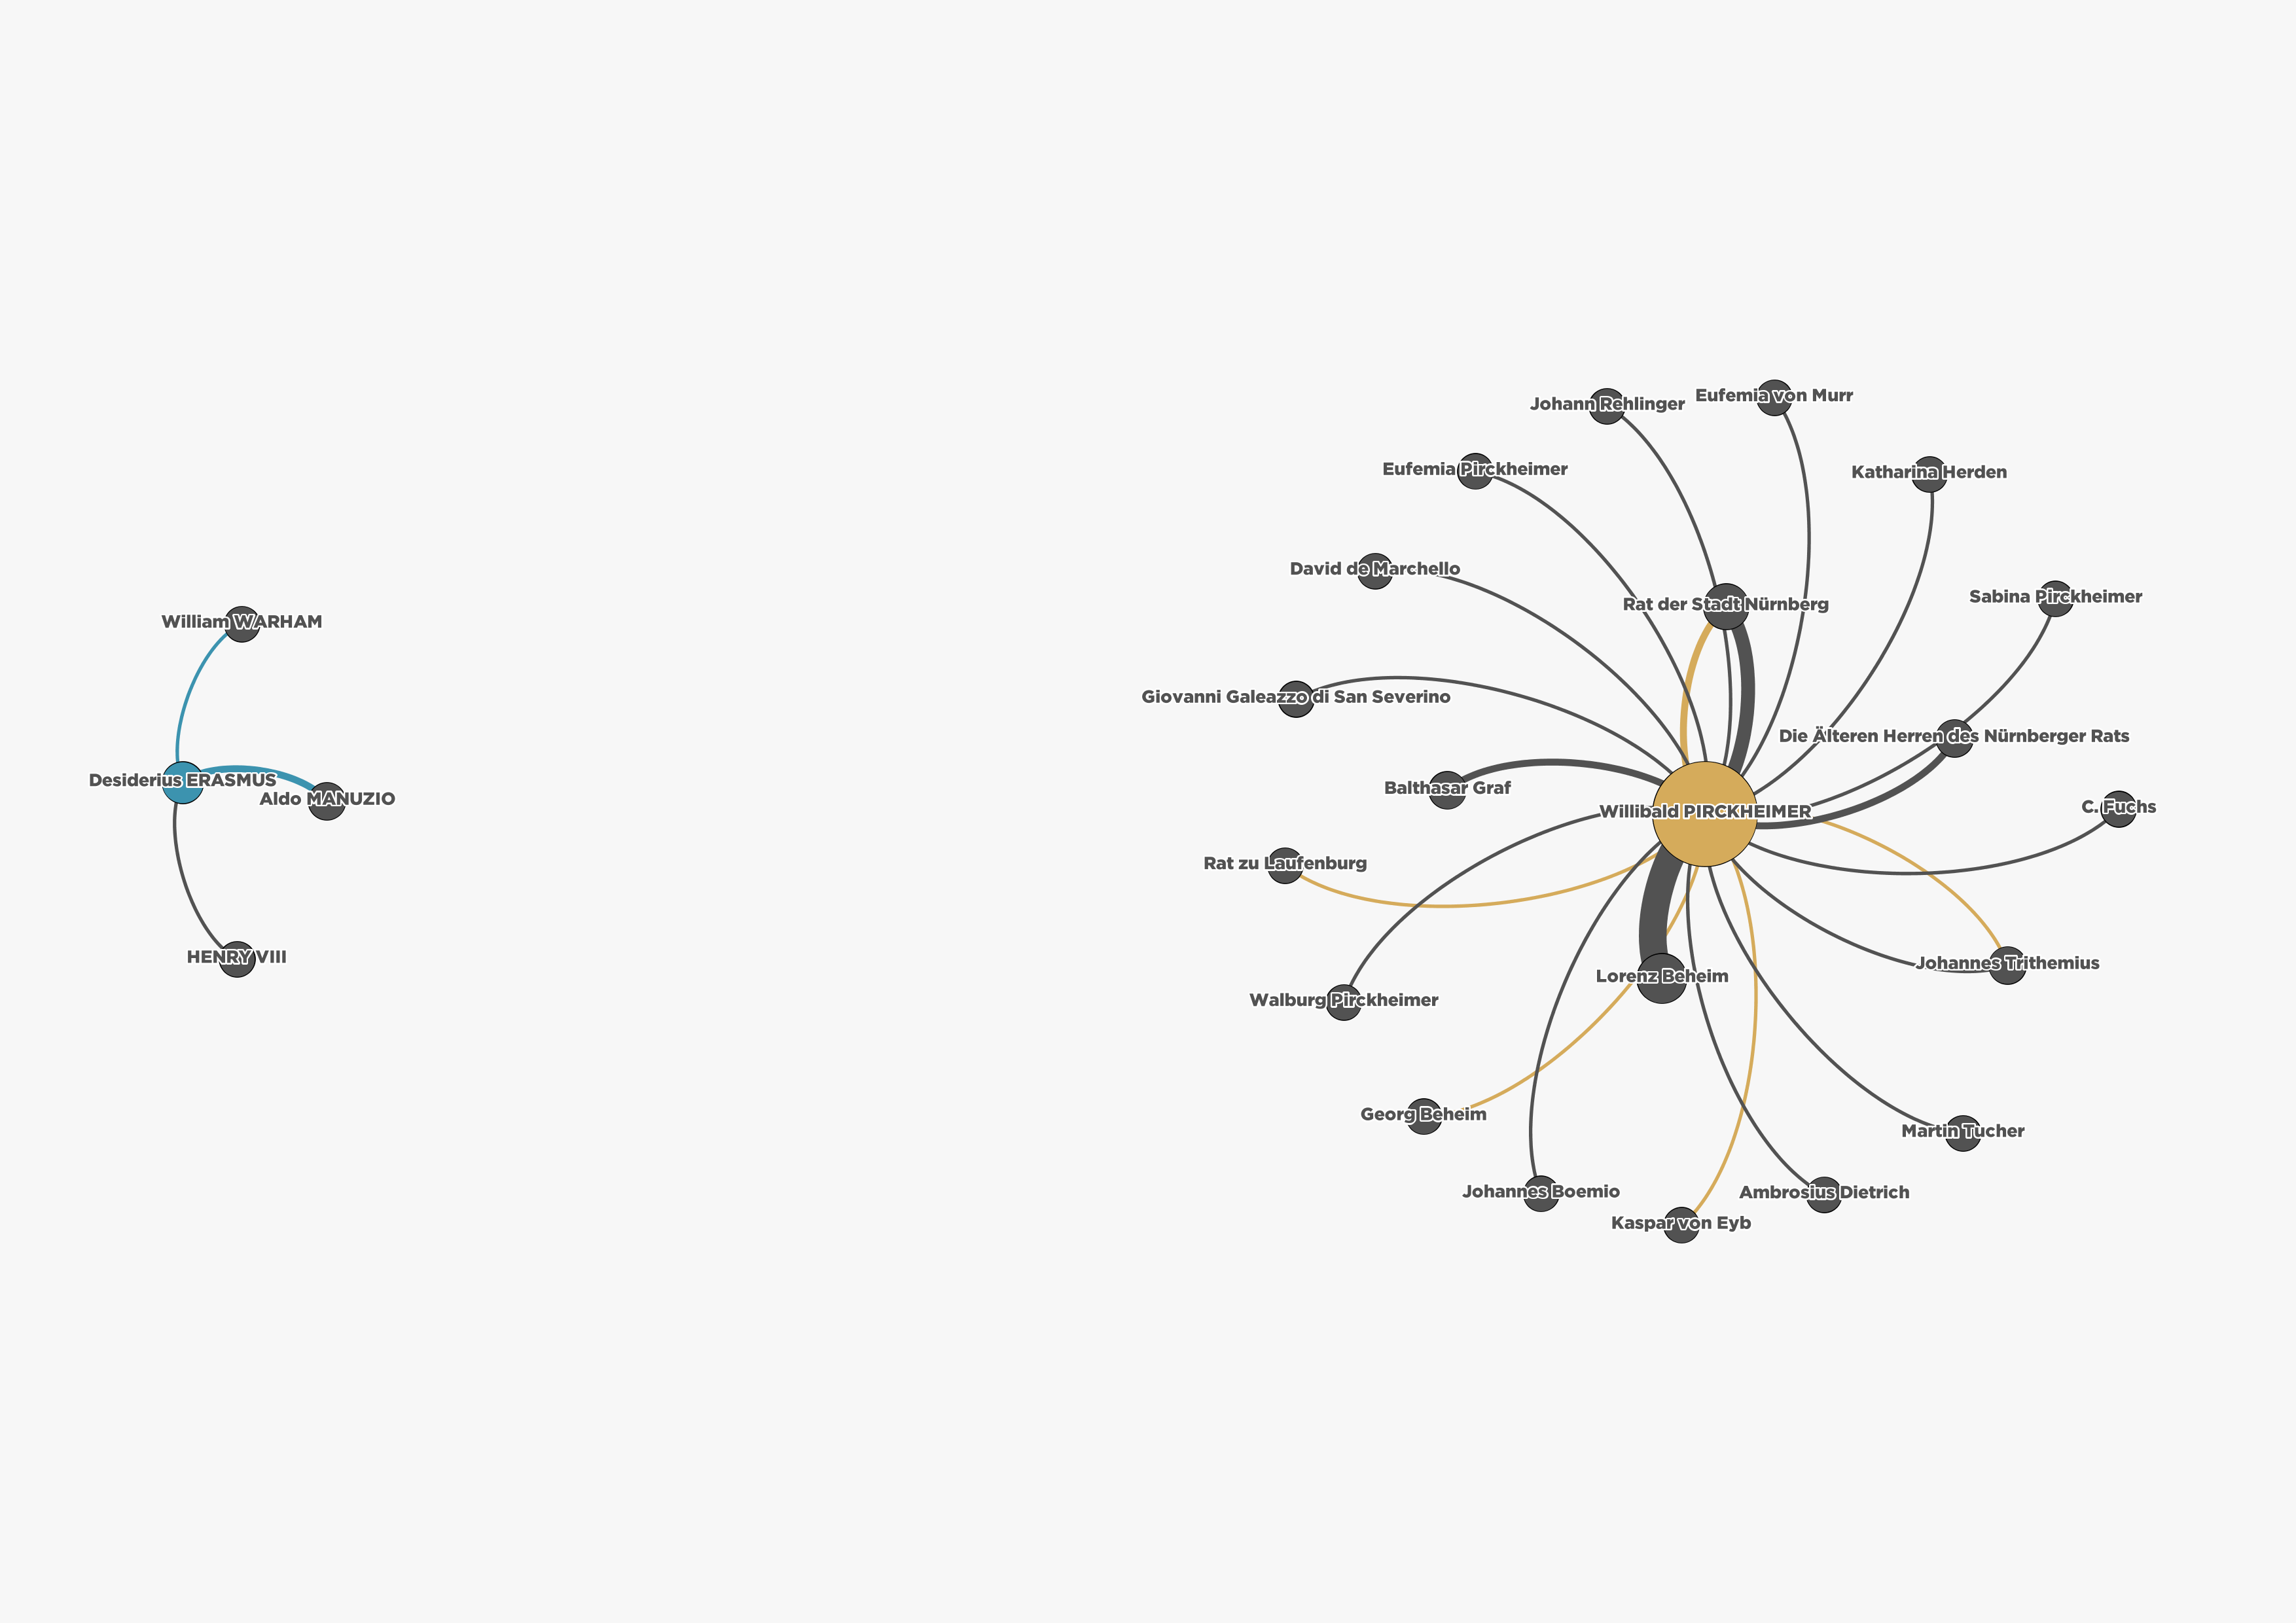 William WARHAM
Desiderius ERASMUS
Aldo MANUZIO
HENRY VIII
Johann Rehlinger
Eufemia von Murr
Eufemia Pirckheimer
Katharina Herden
David de Marchello
Rat der Stadt Nürnberg
Sabina Pirckheimer
Giovanni Galeazzo di San Severino
Die Älteren Herren des Nürnberger Rats
Balthasar Graf
Willibald PIRCKHEIMER
C. Fuchs
Rat zu Laufenburg
Lorenz Beheim
Johannes Trithemius
Walburg Pirckheimer
Georg Beheim
Martin Tucher
Johannes Boemio
Ambrosius Dietrich
Kaspar von Eyb